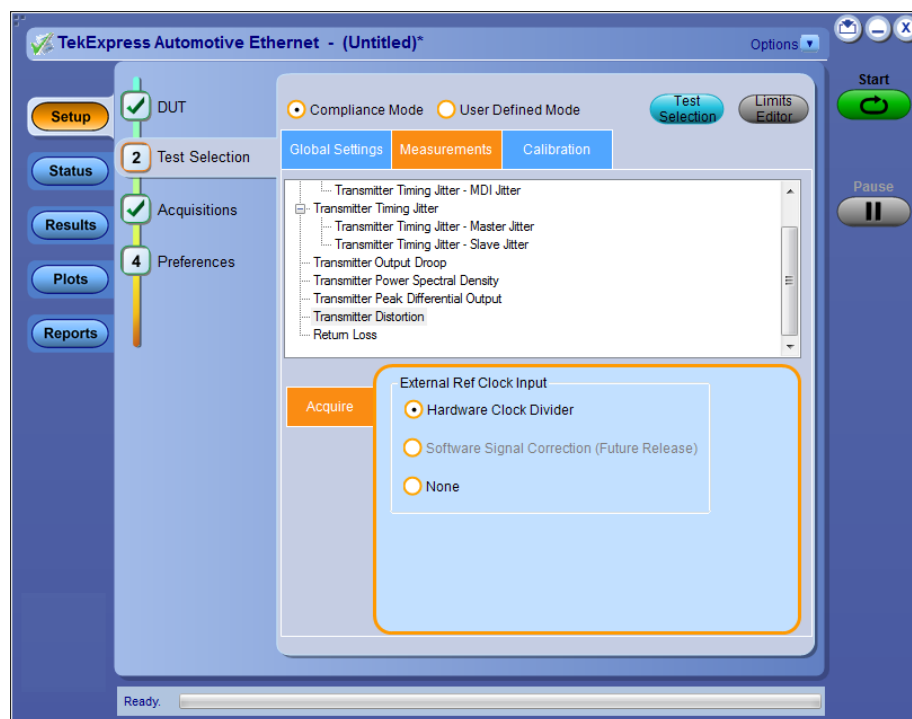 TekExpress Automotive Ethernet - (Untitled)*
Options
X
Start
Pause
Setup
Status
Results
Plots
Reports
DUT
2 Test Selection
Acquisitions
4 Preferences
Compliance Mode
User Defined Mode
Test Selection
Limits Editor
Global Settings
Measurements
Calibration
Transmitter Timing Jitter - MDI Jitter
Transmitter Timing Jitter
Transmitter Timing Jitter - Master Jitter
Transmitter Timing Jitter - Slave Jitter
Transmitter Output Droop
Transmitter Power Spectral Density
Transmitter Peak Differential Output
Transmitter Distortion
Return Loss
Acquire
External Ref Clock Input
Hardware Clock Divider
Software Signal Correction (Future Release)
None
Ready.